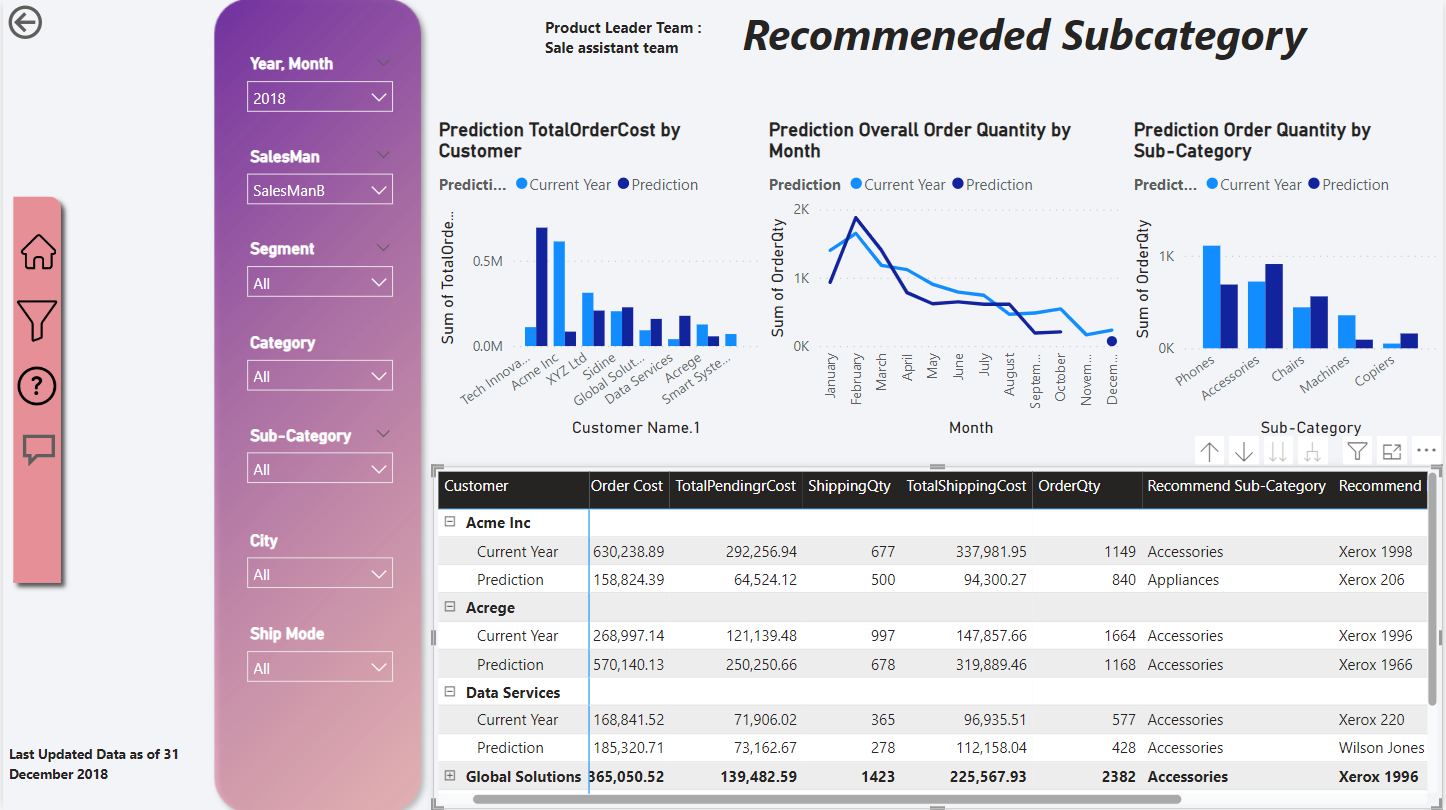 Product Leader Team :
Sale assistant team
Recommeneded Subcategory
Year, Month
2018
SalesMan
SalesManB
Segment
All
Category
All
Sub-Category
All
City
All
Ship Mode
All
?
Last Updated Data as of 31
December 2018
Prediction TotalOrderCost by
Customer
Predicti... Current Year Prediction
Sum of TotalOrde...
0.5M
0.0M
Tech Innova...
Acme Inc
XYZ Ltd
Sidine
Global Solut...
Data Services
Acrege
Smart Syste...
Customer Name.1
Prediction Overall Order Quantity by
Month
Prediction Current Year Prediction
Sum of OrderQty
2K
1K
0K
January
February
March
April
May
June
July
August
Septem...
October
Novem...
Decem...
Month
Prediction Order Quantity by
Sub-Category
Predict... Current Year Prediction
Sum of OrderQty
1K
0K
Phones
Accessories
Chairs
Machines
Copiers
Sub-Category
Customer Order Cost TotalPendingrCost ShippingQty TotalShippingCost OrderQty Recommend Sub-Category Recommend
Acme Inc
Current Year 630,238.89 292,256.94 677 337,981.95 1149 Accessories Xerox 1998
Prediction 158,824.39 64,524.12 500 94,300.27 840 Appliances Xerox 206
Acrege
Current Year 268,997.14 121,139.48 997 147,857.66 1664 Accessories Xerox 1996
Prediction 570,140.13 250,250.66 678 319,889.46 1168 Accessories Xerox 1966
Data Services
Current Year 168,841.52 71,906.02 365 96,935.51 577 Accessories Xerox 220
Prediction 185,320.71 73,162.67 278 112,158.04 428 Accessories Wilson Jones
Global Solutions 365,050.52 139,482.59 1423 225,567.93 2382 Accessories Xerox 1996